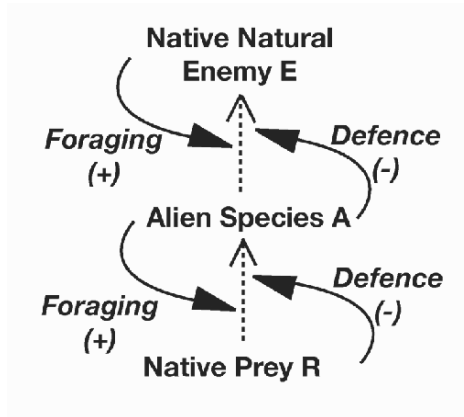 Native Natural
Enemy E
Foraging
(+)
Defence
(-)
Alien Species A
Foraging
(+)
Defence
(-)
Native Prey R